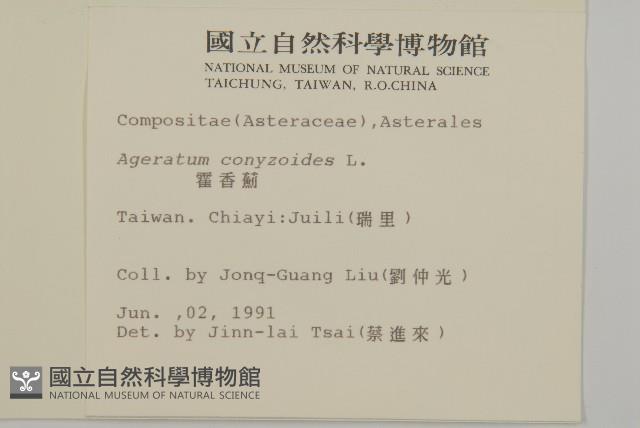 國立自然科學博物館
NATIONAL MUSEUM OF NATURAL SCIENCE
TAICHUNG, TAIWAN, R.O.CHINA
Compositae(Asteraceae),Asterales
Ageratum conyzoides L.
霍香薊
Taiwan. Chiayi:Juili(瑞里)
Coll. by Jonq-Guang Liu(劉仲光)
Jun. ,02, 1991
Det. by Jinn-lai Tsai(蔡進來)
國立自然科學博物館
NATIONAL MUSEUM OF NATURAL SCIENCE